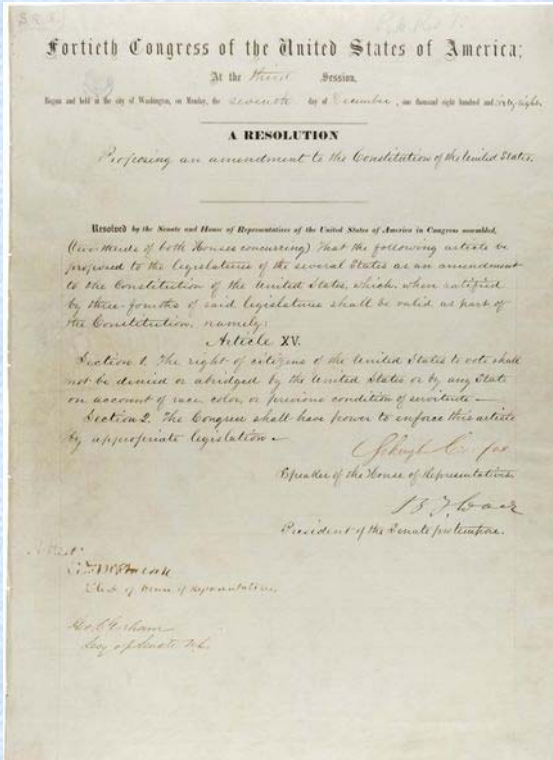 Fortieth Congress of the United States of America;
At the third Session,
Begun and held at the city of Washington, on Monday, the seventh day of December, one thousand eight hundred and sixty-eight.
A RESOLUTION
Proposing an amendment to the Constitution of the United States.
Resolved by the Senate and House of Representatives of the United States of America in Congress assembled,
(two-thirds of both Houses concurring) That the following article be
proposed to the legislatures of the several States as an amendment
to the Constitution of the United States, which, when ratified
by three-fourths of said legislatures shall be valid as part of
the Constitution, namely:
Article XV.
Section 1. The right of citizens of the United States to vote shall
not be denied or abridged by the United States or by any State
on account of race, color, or previous condition of servitude—
Section 2. The Congress shall have power to enforce this article
by appropriate legislation—
Schuyler Colfax
Speaker of the House of Representatives.
B F Wade
President of the Senate pro tempore.
Attest:
Clerk of House of Representatives.
Geo. C. Gorham
Secy of Senate U.S.